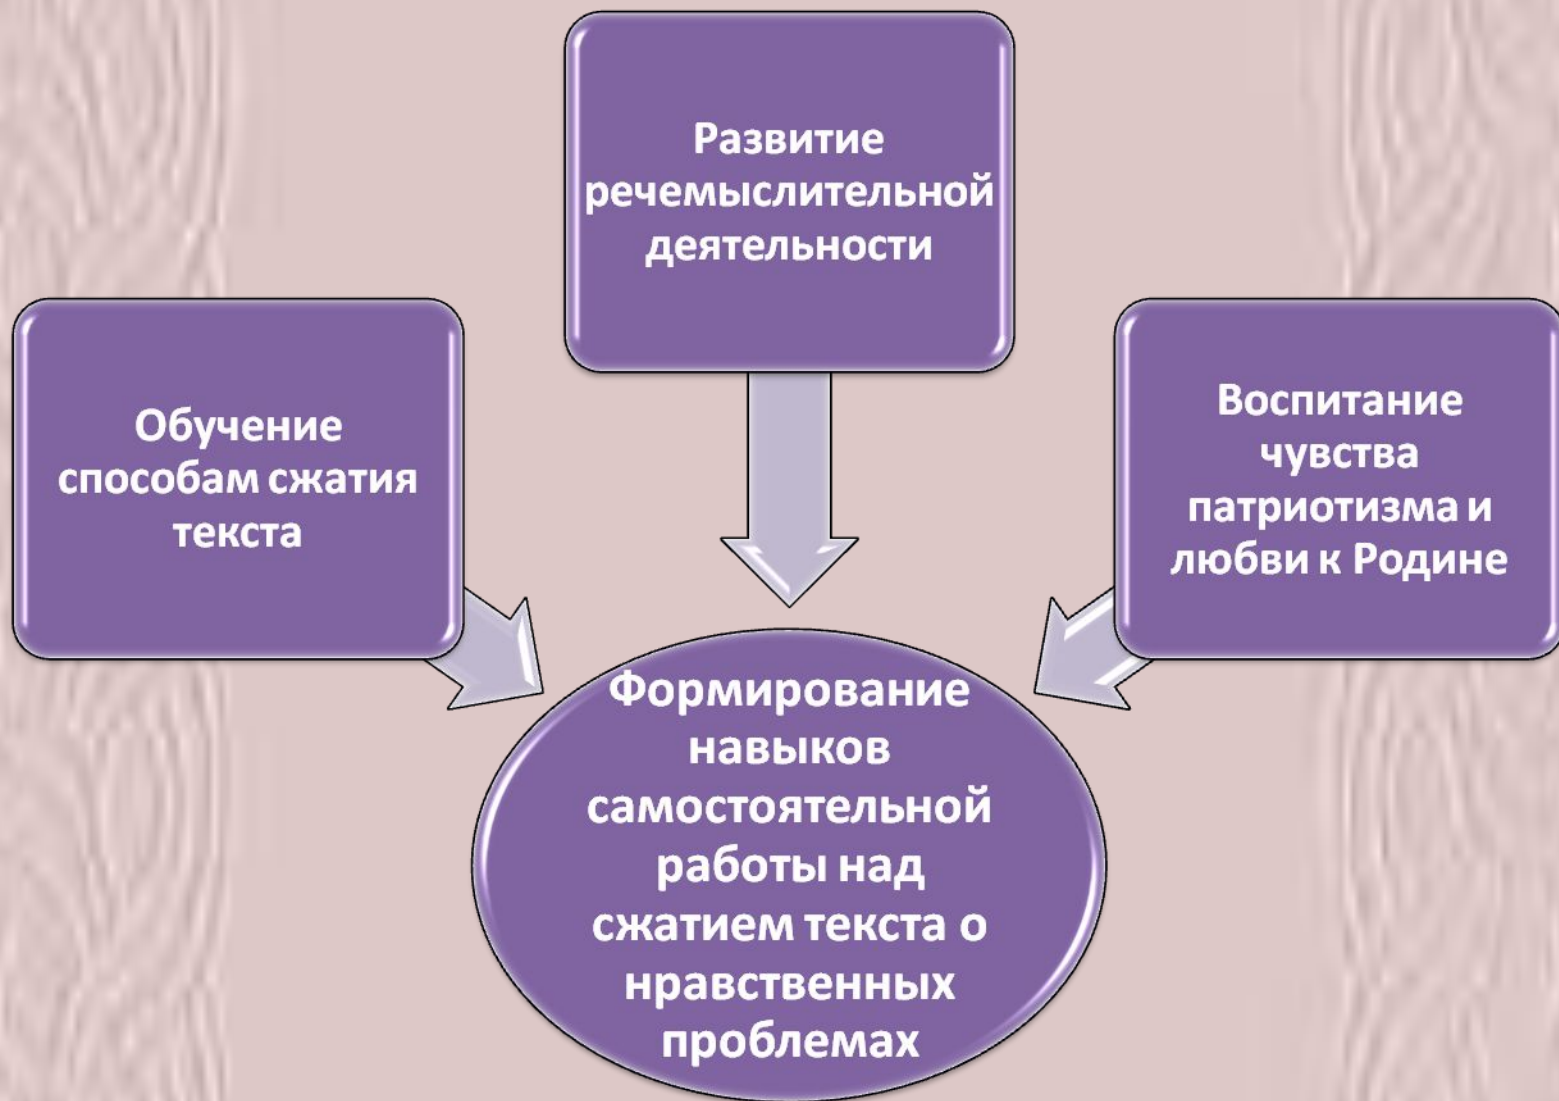 Развитие
речемыслительной
деятельности
Обучение
способам сжатия
текста
Воспитание
чувства
патриотизма и
любви к Родине
Формирование
навыков
самостоятельной
работы над
сжатием текста о
нравственных
проблемах